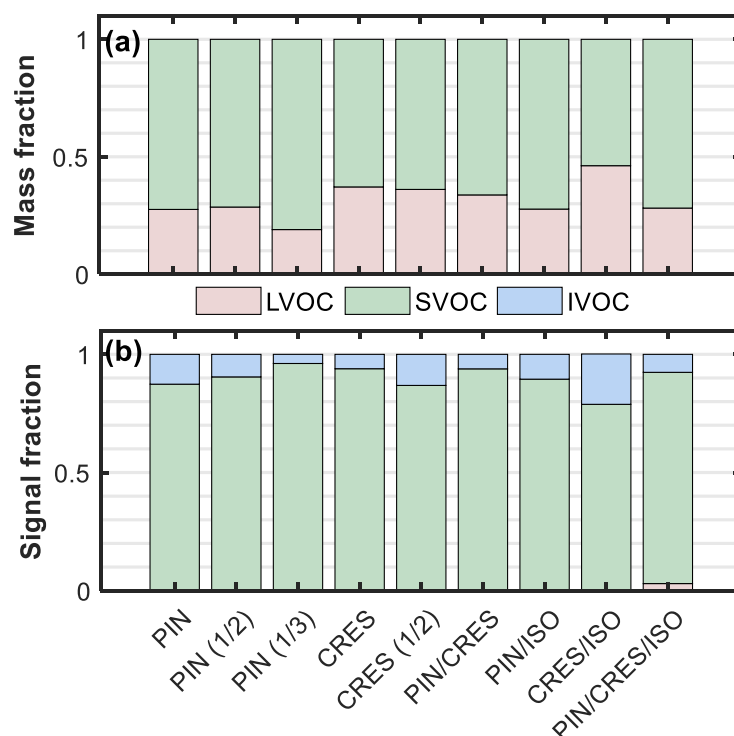 (a)
Mass fraction
1
0.5
0
LVOC SVOC IVOC
(b)
Signal fraction
1
0.5
0
PIN
PIN (1/2)
PIN (1/3)
CRES
CRES (1/2)
PIN/CRES
PIN/ISO
CRES/ISO
PIN/CRES/ISO